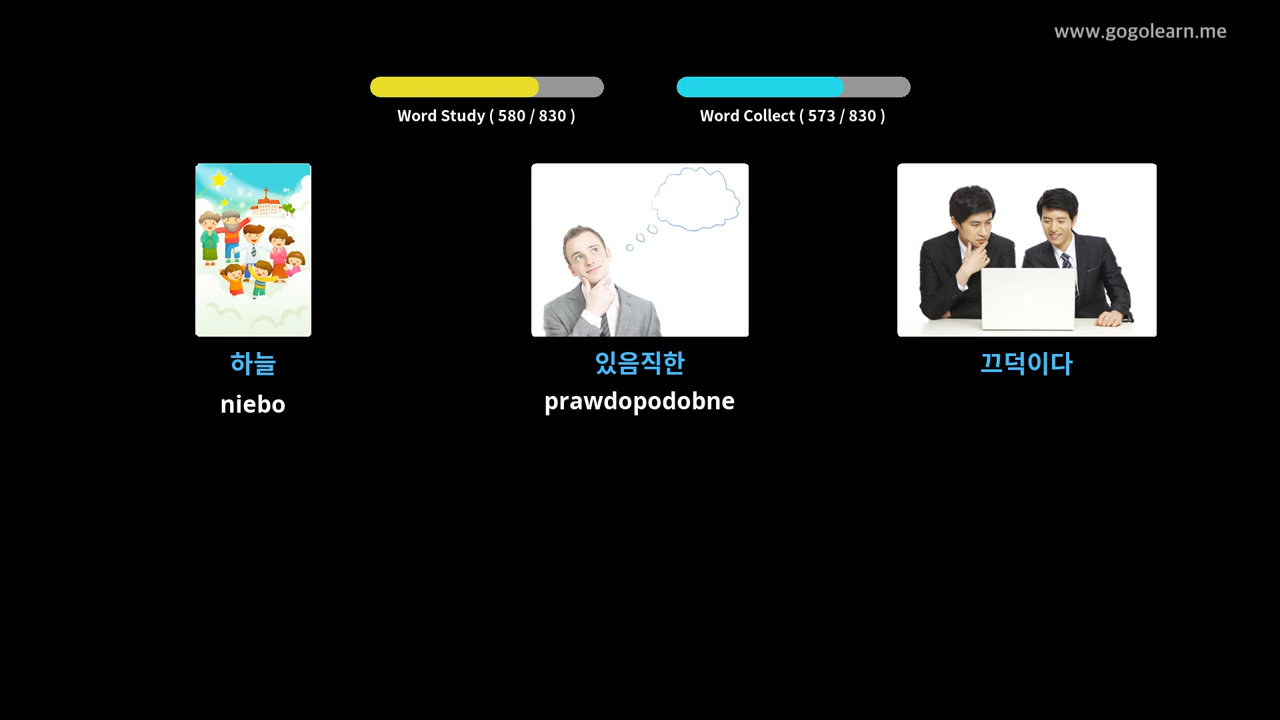 www.gogolearn.me
Word Study ( 580 / 830 )
Word Collect ( 573 / 830 )
하늘
있음직한
끄덕이다
niebo
prawdopodobne